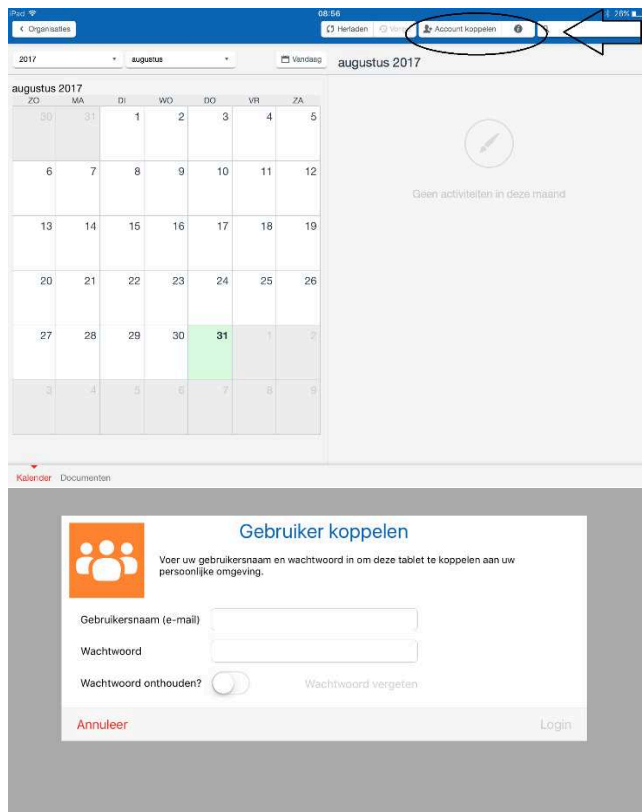 iPad 08:56 26%
Organisaties Herladen Account koppelen
2017 augustus Vandaag augustus 2017
augustus 2017
ZO MA DI WO DO VR ZA
30 31 1 2 3 4 5
6 7 8 9 10 11 12
Geen activiteiten in deze maand
13 14 15 16 17 18 19
20 21 22 23 24 25 26
27 28 29 30 31 1 2
3 4 5 6 7 8 9
Kalender Documenten
Gebruiker koppelen
Voer uw gebruikersnaam en wachtwoord in om deze tablet te koppelen aan uw
persoonlijke omgeving.
Gebruikersnaam (e-mail)
Wachtwoord
Wachtwoord onthouden? Wachtwoord vergeten
Annuleer Login